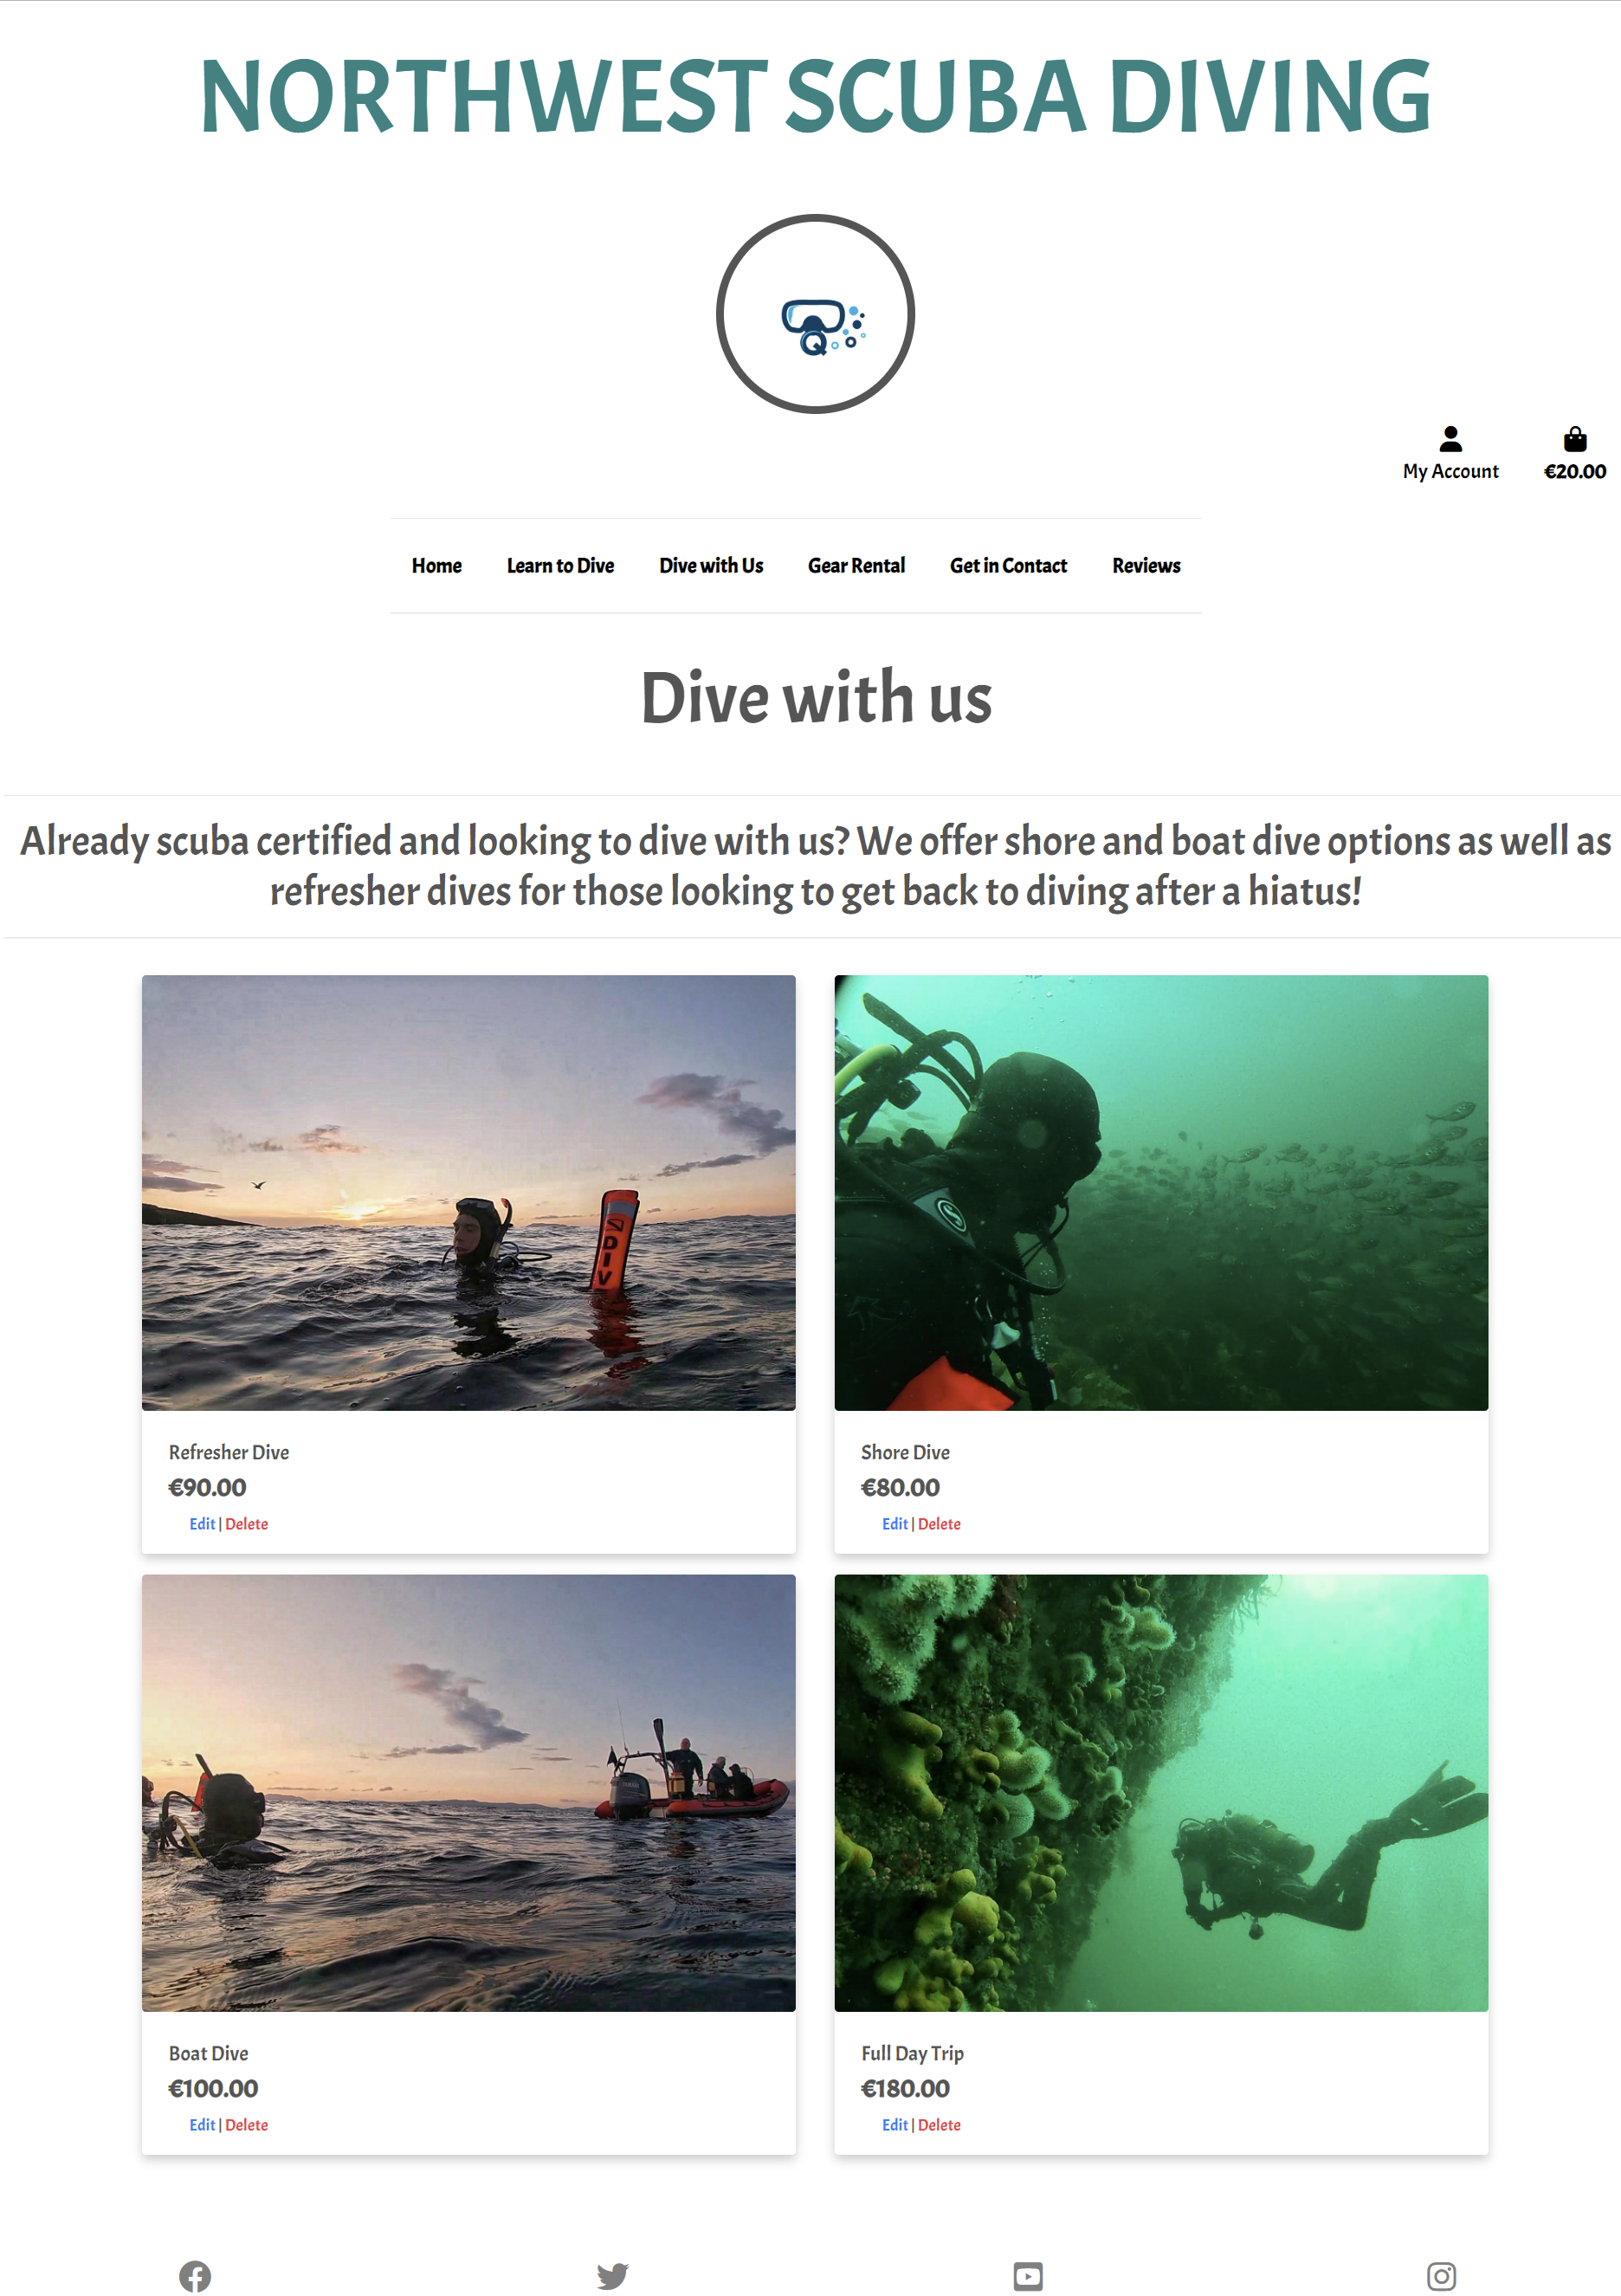 NORTHWEST SCUBA DIVING
Q
My Account
€20.00
Home Learn to Dive Dive with Us Gear Rental Get in Contact Reviews
Dive with us
Already scuba certified and looking to dive with us? We offer shore and boat dive options as well as
refresher dives for those looking to get back to diving after a hiatus!
DIV
Refresher Dive
€90.00
Edit | Delete
Shore Dive
€80.00
Edit | Delete
Boat Dive
€100.00
Edit | Delete
Full Day Trip
€180.00
Edit | Delete